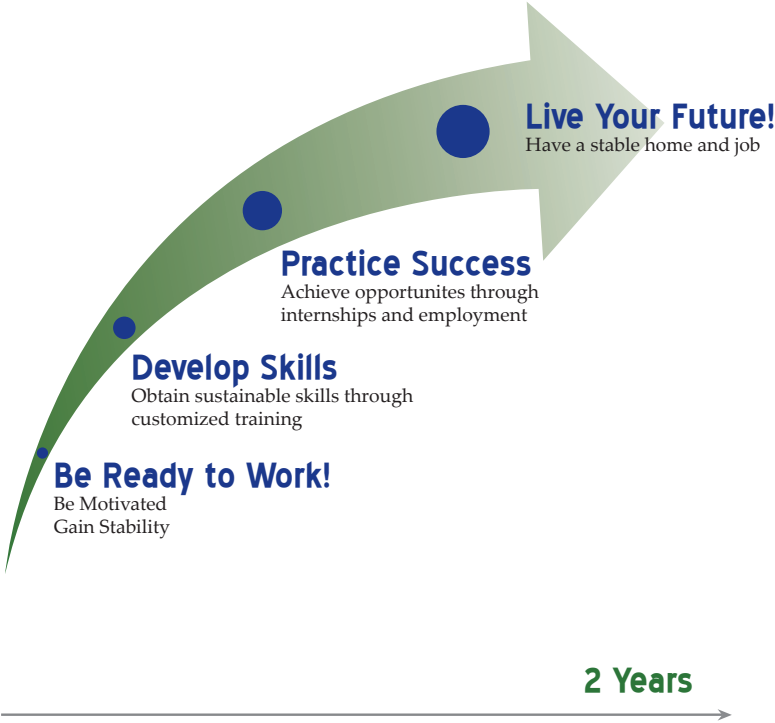 Live Your Future!
Have a stable home and job
Practice Success
Achieve opportunites through
internships and employment
Develop Skills
Obtain sustainable skills through
customized training
Be Ready to Work!
Be Motivated
Gain Stability
2 Years